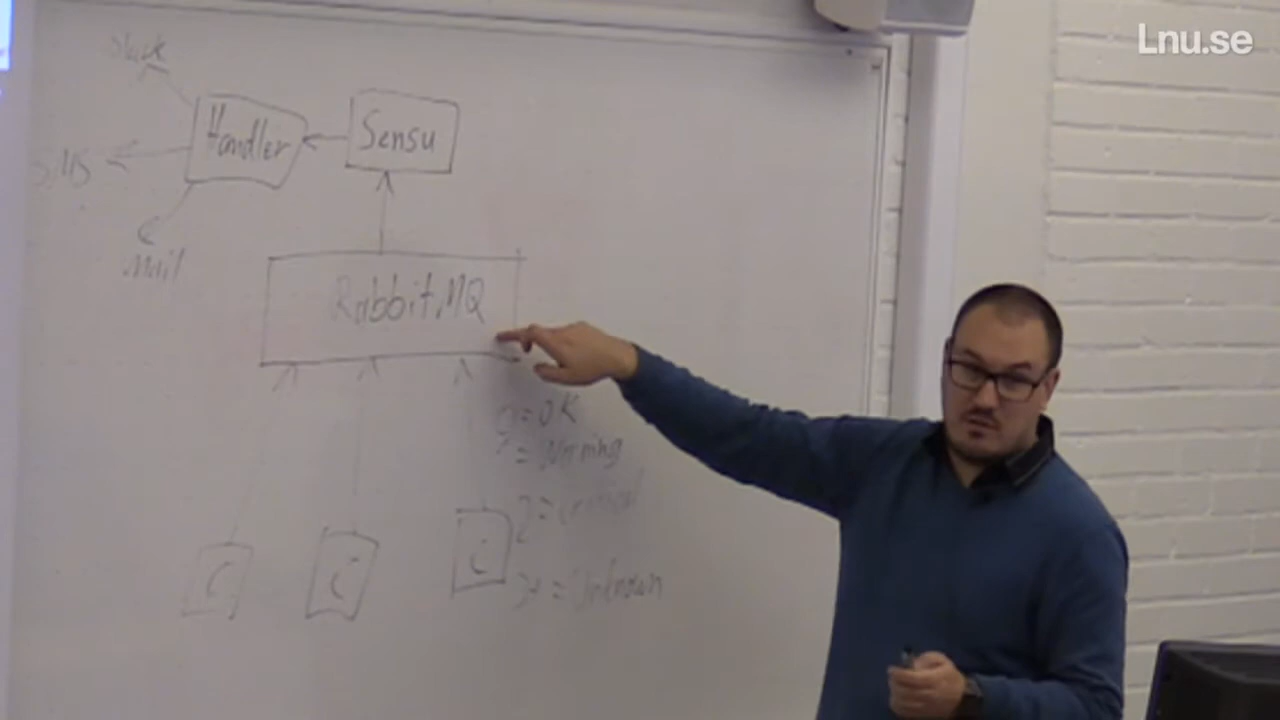 Lnu.se
Slack
Handler
Sensu
SMS
Mail
RabbitMQ
0 = OK
1 = Warning
2 = critical
= Unknown
C C C